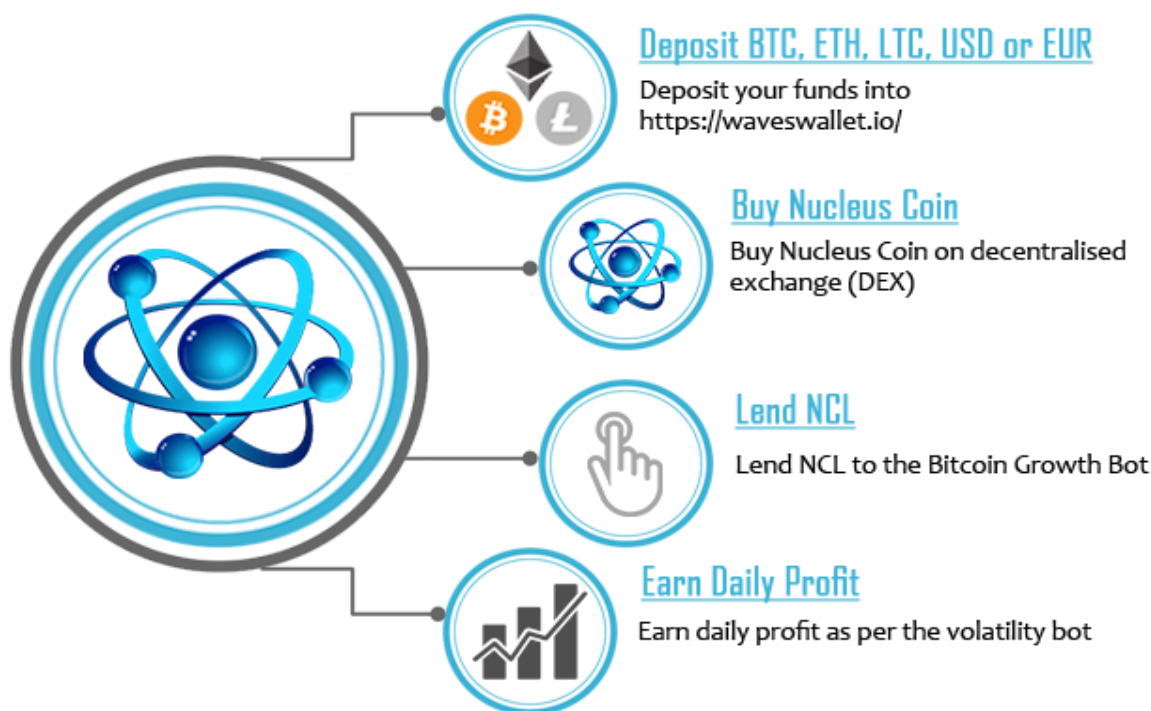 Deposit BTC, ETH, LTC, USD or EUR
Deposit your funds into
https://waveswallet.io/
Buy Nucleus Coin
Buy Nucleus Coin on decentralised
exchange (DEX)
Lend NCL
Lend NCL to the Bitcoin Growth Bot
Earn Daily Profit
Earn daily profit as per the volatility bot